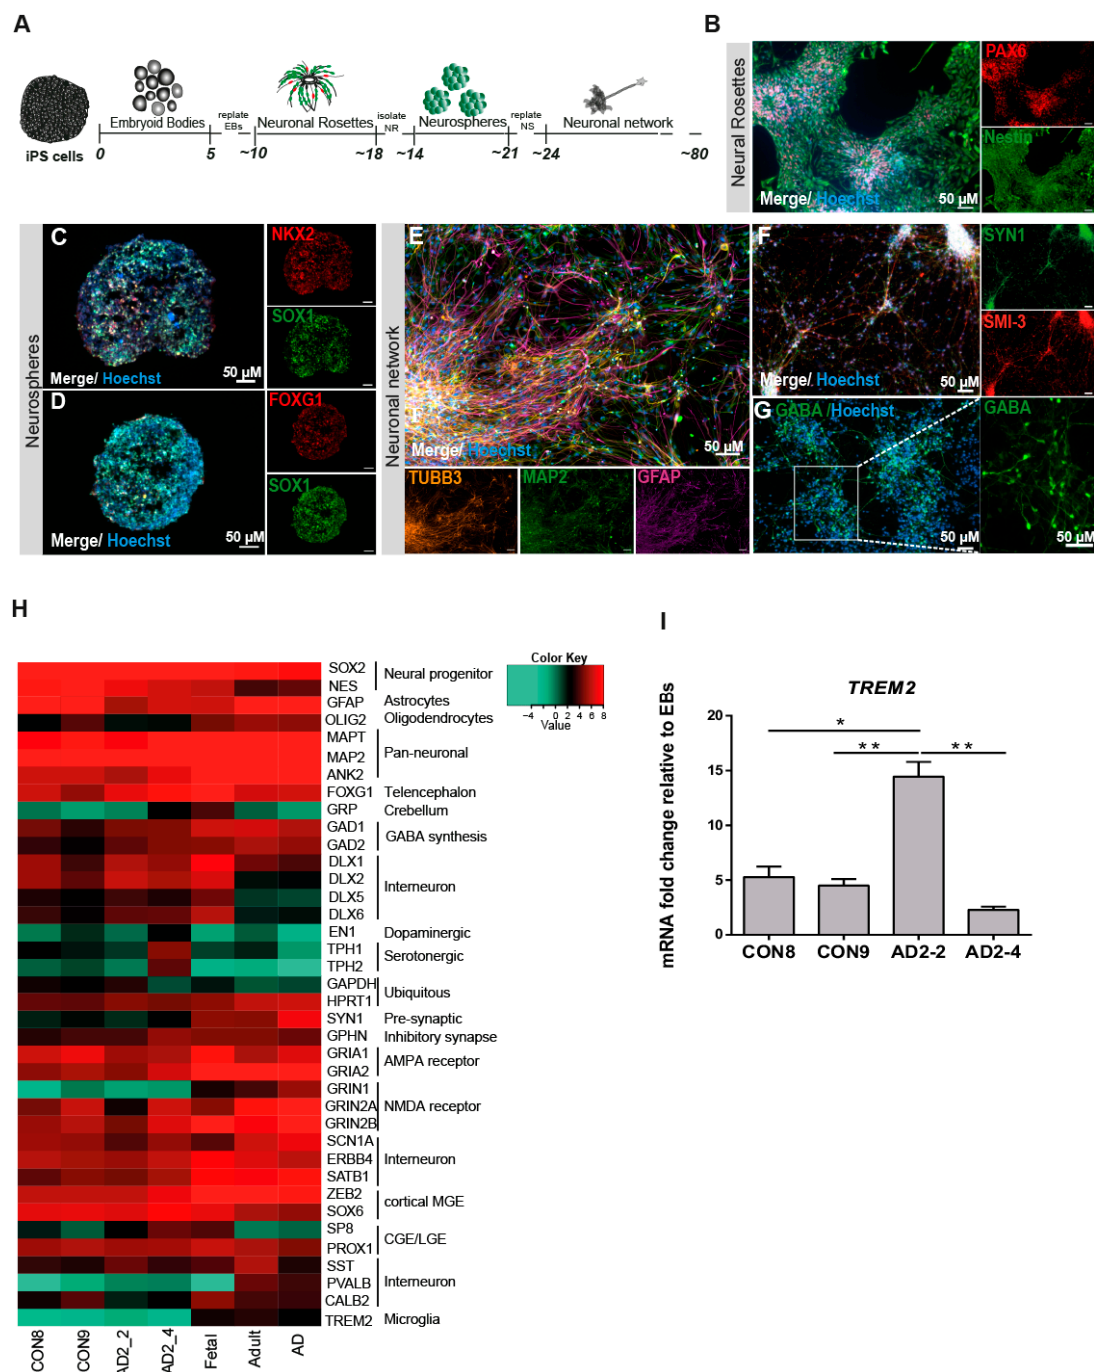 A
iPS cells
Embryoid Bodies
replate
EBs
Neuronal Rosettes
isolate
NR
Neurospheres
replate
NS
Neuronal network
0
5
~10
~18
~14
~21
~24
~80
B
Neural Rosettes
Merge/ Hoechst
50 µM
PAX6
Nestin
Neurospheres
C
Merge/ Hoechst
50 µM
NKX2
SOX1
D
Merge/ Hoechst
50 µM
FOXG1
SOX1
Neuronal network
E
Merge/ Hoechst
50 µM
TUBB3
MAP2
GFAP
F
Merge/ Hoechst
50 µM
SYN1
SMI-3
G
GABA /Hoechst
50 µM
GABA
50 µM
H
Color Key
−4
0
2
4
6
8
Value
SOX2
NES
Neural progenitor
GFAP
Astrocytes
OLIG2
Oligodendrocytes
MAPT
MAP2
ANK2
Pan-neuronal
FOXG1
Telencephalon
GRP
Crebellum
GAD1
GAD2
GABA synthesis
DLX1
DLX2
DLX5
DLX6
Interneuron
EN1
Dopaminergic
TPH1
TPH2
Serotonergic
GAPDH
HPRT1
Ubiquitous
SYN1
Pre-synaptic
GPHN
Inhibitory synapse
GRIA1
GRIA2
AMPA receptor
GRIN1
GRIN2A
GRIN2B
NMDA receptor
SCN1A
ERBB4
SATB1
Interneuron
ZEB2
SOX6
cortical MGE
SP8
PROX1
CGE/LGE
SST
PVALB
CALB2
Interneuron
TREM2
Microglia
CON8
CON9
AD2_2
AD2_4
Fetal
Adult
AD
I
TREM2
mRNA fold change relative to EBs
20
15
10
5
0
*
**
**
CON8
CON9
AD2-2
AD2-4